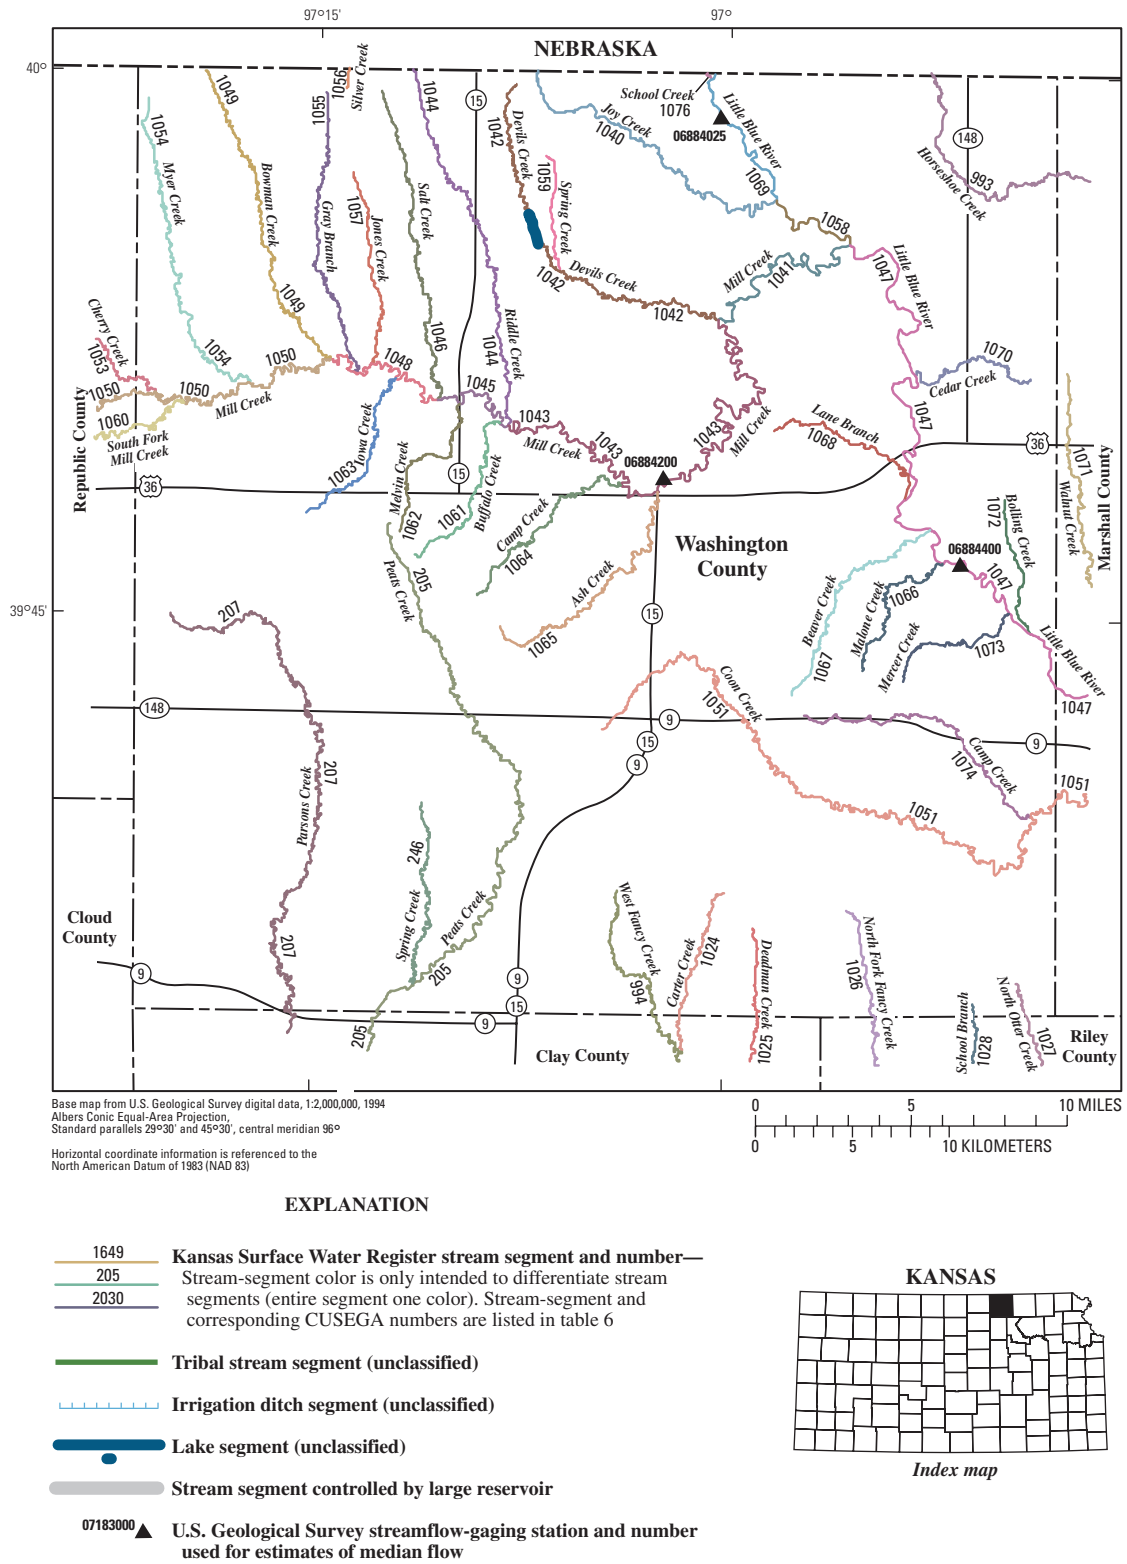 97º15'
97º
NEBRASKA
40º
1049
1055
1056
Silver Creek
1044
15
1042
Devils Creek
School Creek
1076
Little Blue River
06884025
Joy Creek
1040
148
1054
Myer Creek
Bowman Creek
Gray Branch
1057
Jones Creek
Salt Creek
1059
Spring Creek
1069
Horseshoe Creek
993
1058
1042
Devils Creek
1042
Mill Creek
1041
1047
Little Blue River
1049
Cherry Creek
1053
1054
1050
1048
1046
1044
Riddle Creek
1045
1070
Cedar Creek
1050
1050
Mill Creek
1060
South Fork
Mill Creek
Republic County
1043
Mill Creek
1043
1043
Mill Creek
Lane Branch
1068
1047
36
36
Iowa Creek
1063
Melvin Creek
1062
15
1061
Buffalo Creek
06884200
1071
Walnut Creek
Marshall County
Camp Creek
1064
Washington
County
1072
Bolling Creek
06884400
1047
Peats Creek
205
Ash Creek
1065
Beaver Creek
1067
Malone Creek
1066
Mercer Creek
1073
Little Blue River
1047
39º45'
207
15
148
Coon Creek
1051
9
15
9
9
Camp Creek
1074
1051
1051
207
Parsons Creek
246
Spring Creek
Peats Creek
205
Cloud
County
207
9
West Fancy Creek
994
Carter Creek
1024
Deadman Creek
1025
North Fork Fancy Creek
1026
School Branch
1028
North Otter Creek
1027
9
15
9
205
Clay County
Riley
County
Base map from U.S. Geological Survey digital data, 1:2,000,000, 1994
Albers Conic Equal-Area Projection,
Standard parallels 29º30' and 45º30', central meridian 96º
Horizontal coordinate information is referenced to the
North American Datum of 1983 (NAD 83)
0 5 10 MILES
0 5 10 KILOMETERS
EXPLANATION
1649
205
2030
Kansas Surface Water Register stream segment and number—
Stream-segment color is only intended to differentiate stream
segments (entire segment one color). Stream-segment and
corresponding CUSEGA numbers are listed in table 6
Tribal stream segment (unclassified)
Irrigation ditch segment (unclassified)
Lake segment (unclassified)
Stream segment controlled by large reservoir
07183000
U.S. Geological Survey streamflow-gaging station and number
used for estimates of median flow
KANSAS
Index map